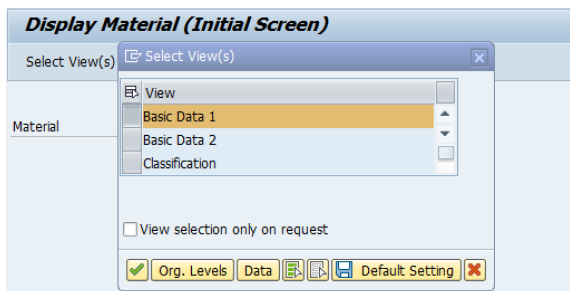 Display Material (Initial Screen)
Select View(s)
Select View(s)
View
Basic Data 1
Material
Basic Data 2
Classification
View selection only on request
Org. Levels Data Default Setting